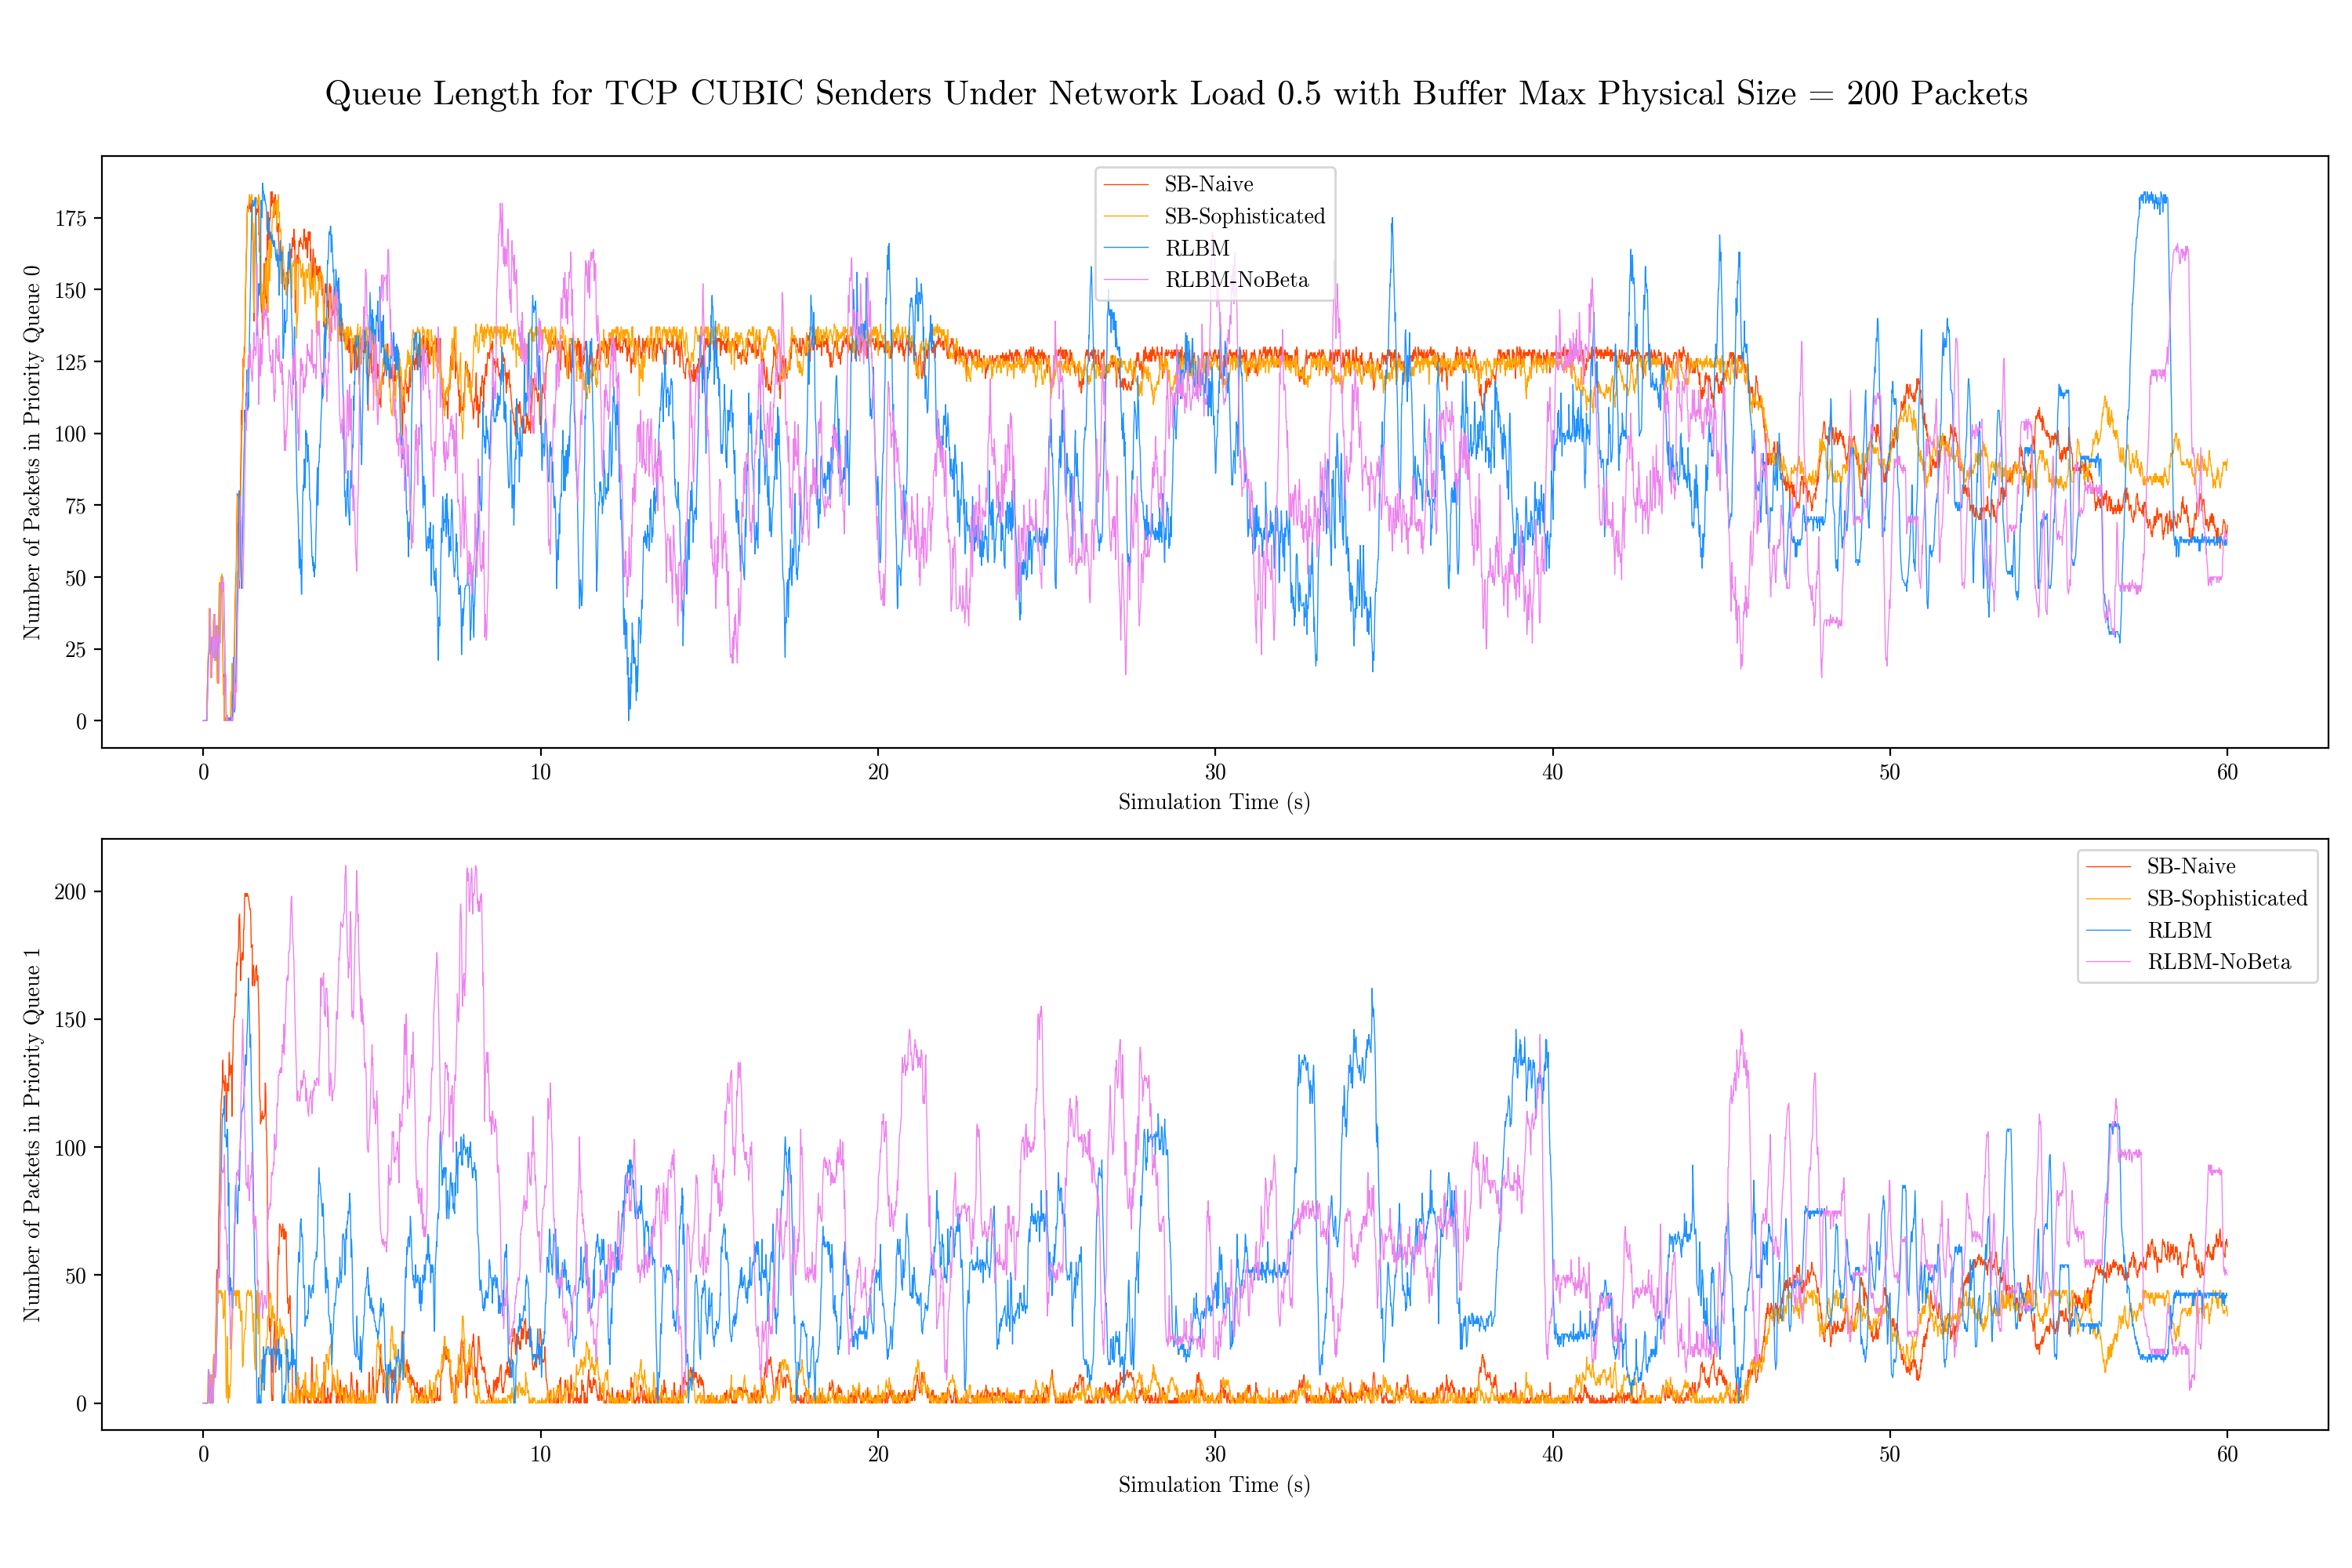 Queue Length for TCP CUBIC Senders Under Network Load 0.5 with Buffer Max Physical Size = 200 Packets
Number of Packets in Priority Queue 0
175
150
125
100
75
50
25
0
SB-Naive
SB-Sophisticated
RLBM
RLBM-NoBeta
0 10 20 30 40 50 60
Simulation Time (s)
Number of Packets in Priority Queue 1
200
150
100
50
0
SB-Naive
SB-Sophisticated
RLBM
RLBM-NoBeta
0 10 20 30 40 50 60
Simulation Time (s)